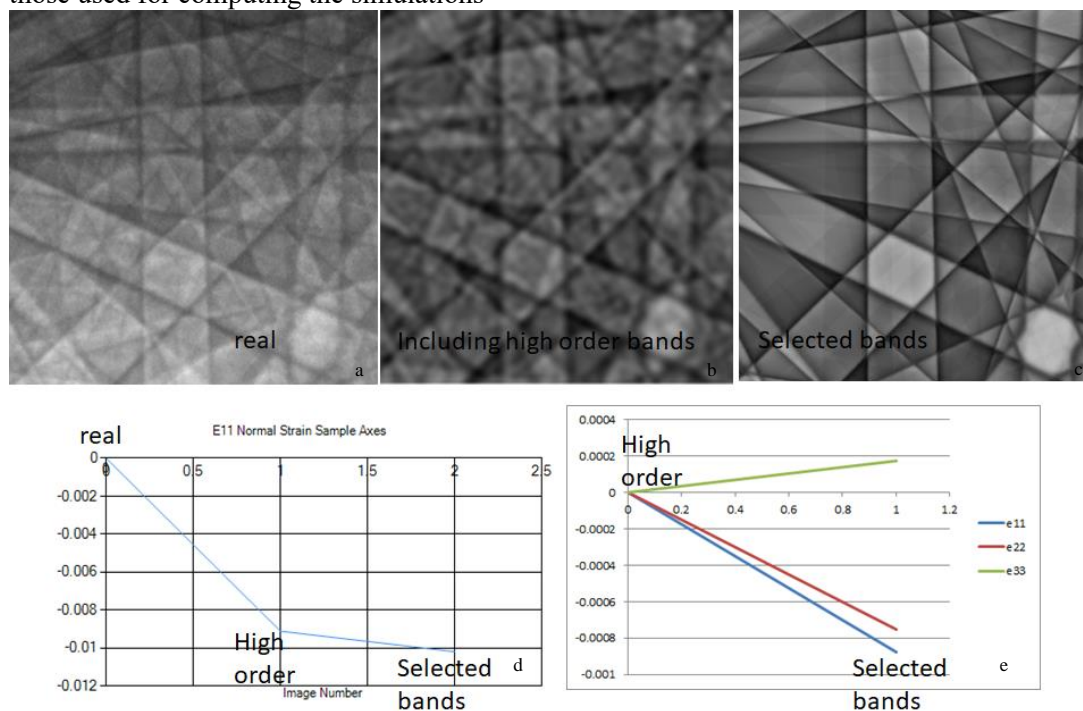 those used for computing the simulations
real
a
Including high order bands
b
Selected bands
c
real
E11 Normal Strain Sample Axes
0
0 0.5 1 1.5 2 2.5
-0.002
-0.004
-0.006
-0.008
-0.01
-0.012
High
order
Selected
bands
d
Image Number
0.0004
0.0002
0
-0.0002
-0.0004
-0.0006
-0.0008
-0.001
High
order
0 0.2 0.4 0.6 0.8 1 1.2
e11
e22
e33
Selected
bands
e